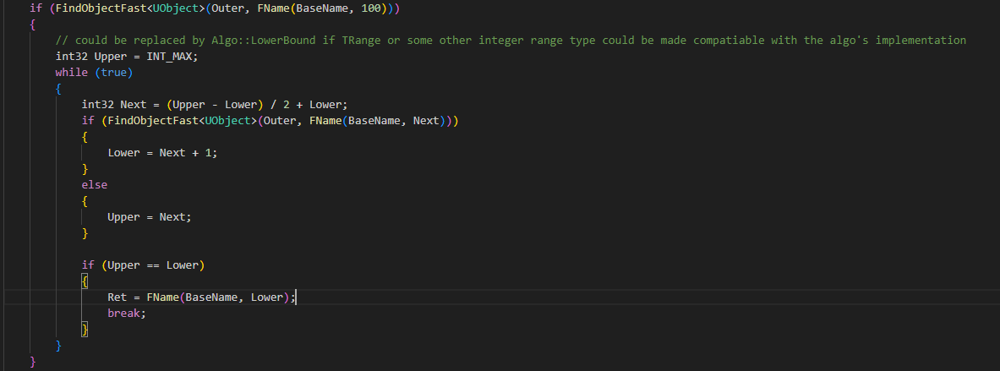 if (FindObjectFast<UObject>(Outer, FName(BaseName, 100)))
{
// could be replaced by Algo::LowerBound if TRange or some other integer range type could be made compatiable with the algo's implementation
int32 Upper = INT_MAX;
while (true)
{
int32 Next = (Upper - Lower) / 2 + Lower;
if (FindObjectFast<UObject>(Outer, FName(BaseName, Next)))
{
Lower = Next + 1;
}
else
{
Upper = Next;
}
if (Upper == Lower)
{
Ret = FName(BaseName, Lower);
break;
}
}
}